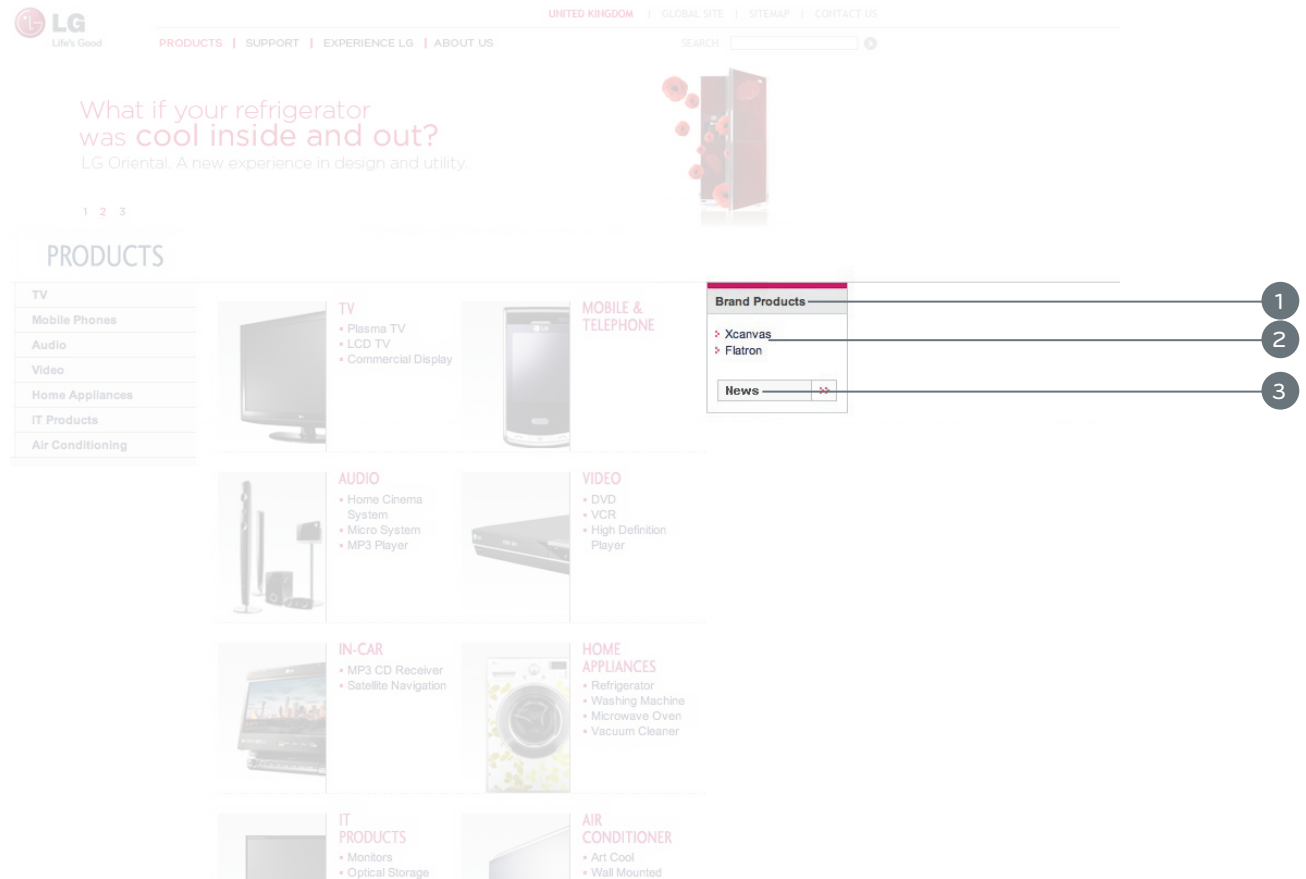 LG
Life's Good
UNITED KINGDOM | GLOBAL SITE | SITEMAP | CONTACT US
PRODUCTS | SUPPORT | EXPERIENCE LG | ABOUT US
SEARCH
What if your refrigerator
was cool inside and out?
LG Oriental. A new experience in design and utility.
1 2 3
PRODUCTS
TV
Mobile Phones
Audio
Video
Home Appliances
IT Products
Air Conditioning
TV
Plasma TV
LCD TV
Commercial Display
MOBILE &
TELEPHONE
AUDIO
Home Cinema
System
Micro System
MP3 Player
VIDEO
DVD
VCR
High Definition
Player
IN-CAR
MP3 CD Receiver
Satellite Navigation
HOME
APPLIANCES
Refrigerator
Washing Machine
Microwave Oven
Vacuum Cleaner
IT
PRODUCTS
Monitors
Optical Storage
AIR
CONDITIONER
Art Cool
Wall Mounted
Brand Products
Xcanvas
Flatron
News
1
2
3